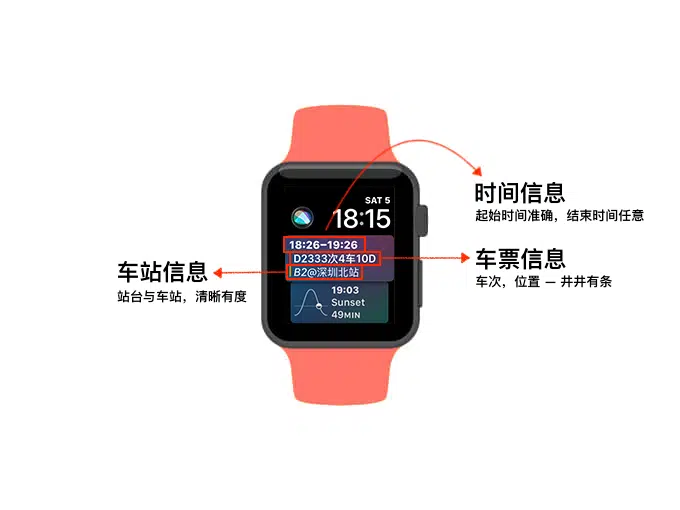 SAT 5
18:15
18:26–19:26
D2333次4车10D
B2@深圳北站
19:03
Sunset
49MIN
时间信息
起始时间准确，结束时间任意
车站信息
站台与车站，清晰有度
车票信息
车次，位置 — 井井有条